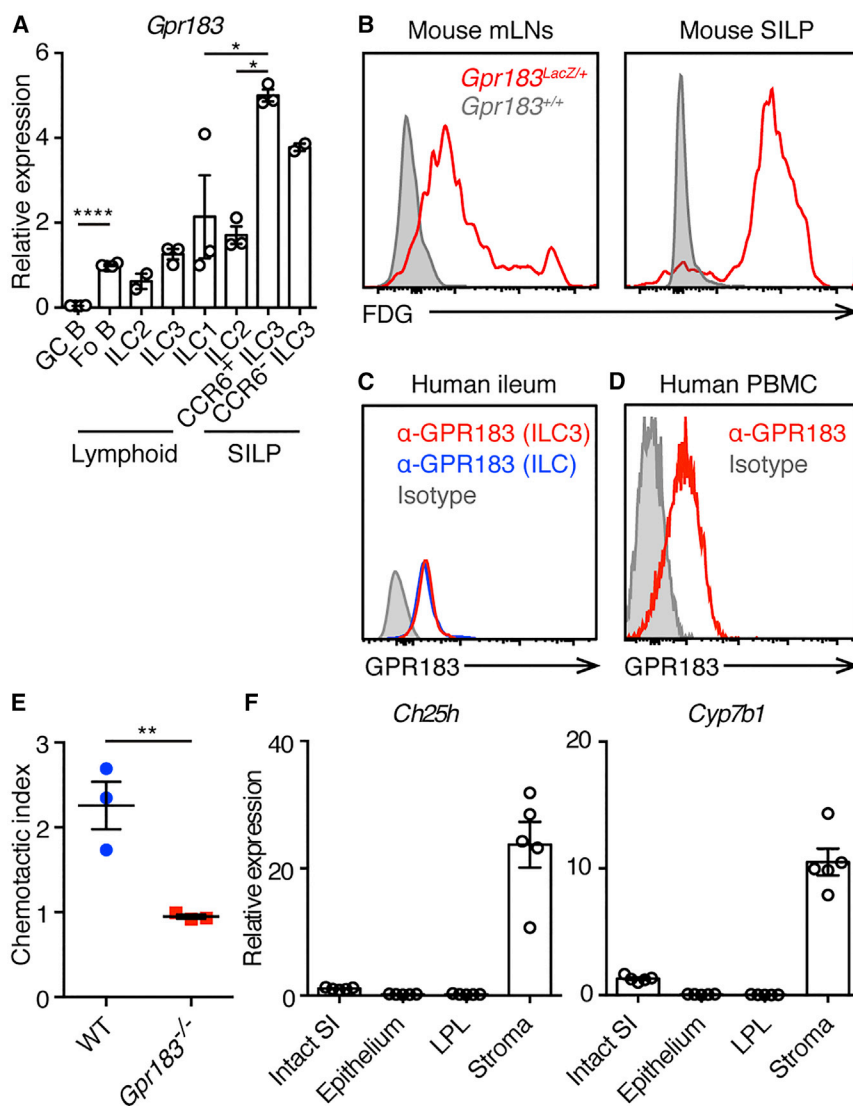 A
Gpr183
Relative expression
6
4
2
0
****
*
*
GC B
Fo B
ILC2
ILC3
ILC1
ILC2
CCR6+ ILC3
CCR6- ILC3
Lymphoid
SILP
B
Mouse mLNs
Mouse SILP
Gpr183LacZ/+
Gpr183+/+
FDG
C
Human ileum
α-GPR183 (ILC3)
α-GPR183 (ILC)
Isotype
GPR183
D
Human PBMC
α-GPR183
Isotype
GPR183
E
Chemotactic index
3
2
1
0
**
WT
Gpr183-/-
F
Ch25h
Relative expression
40
20
0
Intact SI
Epithelium
LPL
Stroma
Cyp7b1
20
10
0
Intact SI
Epithelium
LPL
Stroma